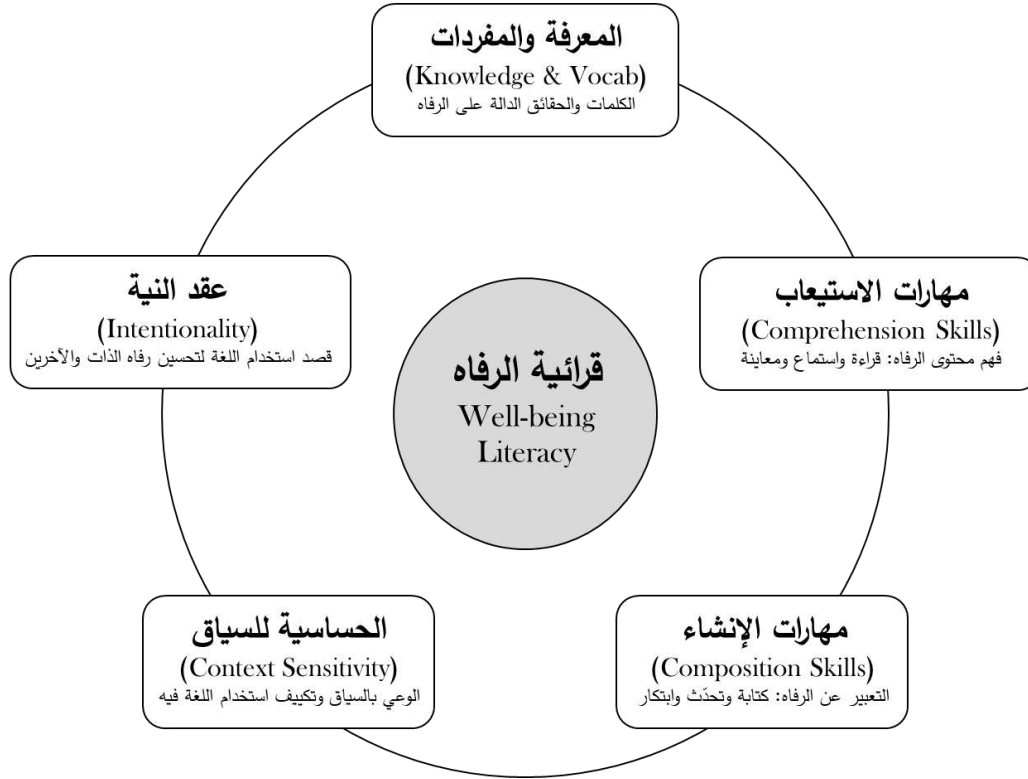 المعرفة والمفردات
(Knowledge & Vocab)
الكلمات والحقائق الدالة على الرفاه
مهارات الاستيعاب
(Comprehension Skills)
فهم محتوى الرفاه: قراءة واستماع ومعاينة
عقد النية
(Intentionality)
قصد استخدام اللغة لتحسين رفاه الذات والآخرين
قرائية الرفاه
Well-being
Literacy
مهارات الإنشاء
(Composition Skills)
التعبير عن الرفاه: كتابة وتحدّث وابتكار
الحساسية للسياق
(Context Sensitivity)
الوعي بالسياق وتكييف استخدام اللغة فيه